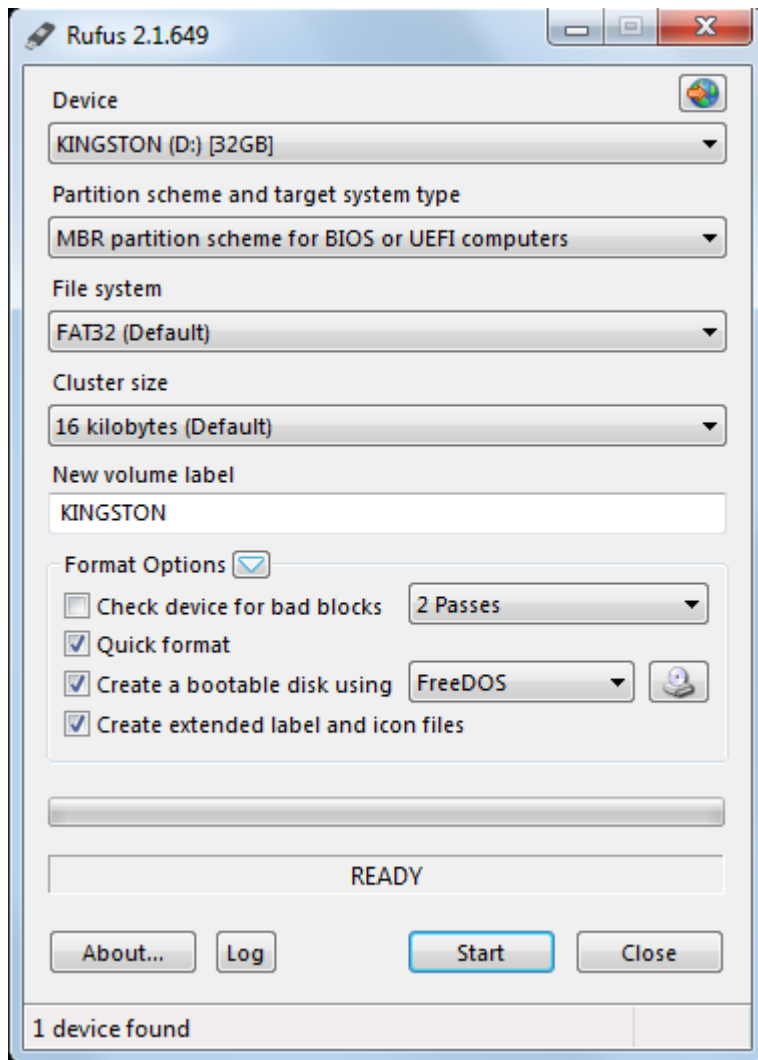 Rufus 2.1.649
Device
KINGSTON (D:) [32GB]
Partition scheme and target system type
MBR partition scheme for BIOS or UEFI computers
File system
FAT32 (Default)
Cluster size
16 kilobytes (Default)
New volume label
KINGSTON
Format Options
Check device for bad blocks 2 Passes
Quick format
Create a bootable disk using FreeDOS
Create extended label and icon files
READY
About... Log Start Close
1 device found